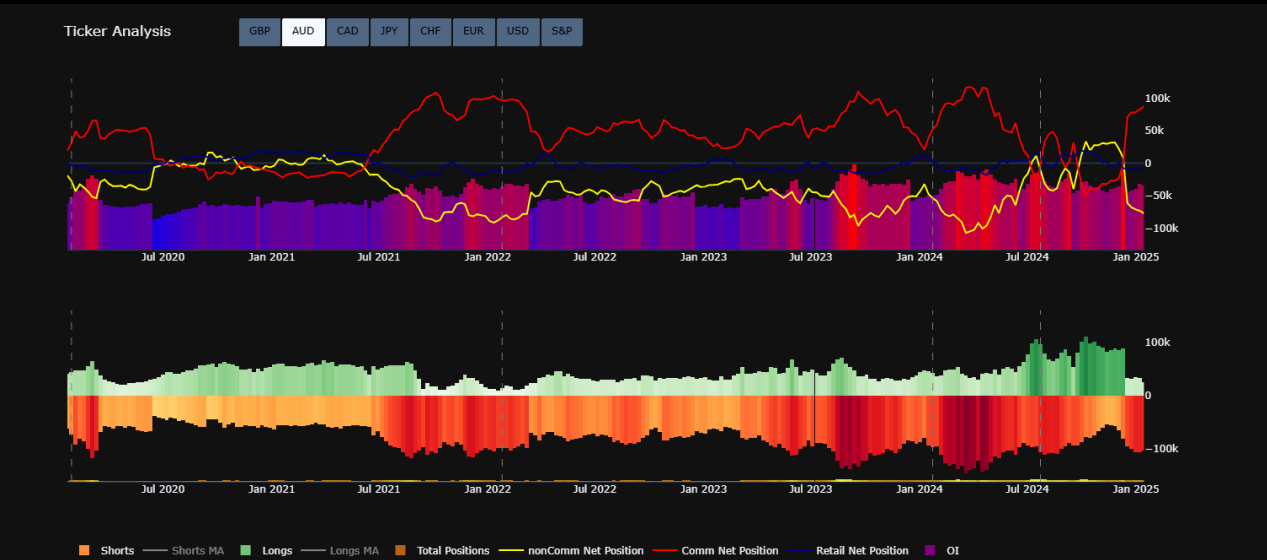 Ticker Analysis
GBP AUD CAD JPY CHF EUR USD S&P
100k
50k
0
−50k
−100k
Jul 2020 Jan 2021 Jul 2021 Jan 2022 Jul 2022 Jan 2023 Jul 2023 Jan 2024 Jul 2024 Jan 2025
100k
0
−100k
Jul 2020 Jan 2021 Jul 2021 Jan 2022 Jul 2022 Jan 2023 Jul 2023 Jan 2024 Jul 2024 Jan 2025
Shorts Shorts MA Longs Longs MA Total Positions nonComm Net Position Comm Net Position Retail Net Position OI